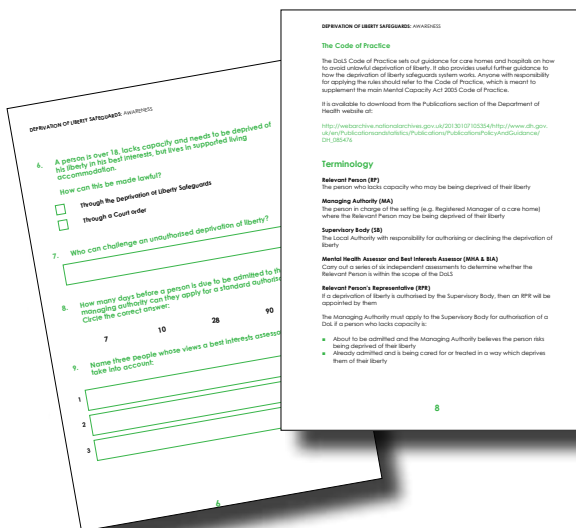 DEPRIVATION OF LIBERTY SAFEGUARDS: AWARENESS
6. A person is over 18, lacks capacity and needs to be deprived of
his liberty in his best interests, but lives in supported living
accommodation.
How can this be made lawful?
Through the Deprivation of Liberty Safeguards
Through a Court order
7. Who can challenge an unauthorised deprivation of liberty?
8. How many days before a person is due to be admitted to
managing authority can they apply for a standard
Circle the correct answer:
7 10 28 90
9. Name three people whose views a best interests
take into account:
1
2
3
6
DEPRIVATION OF LIBERTY SAFEGUARDS: AWARENESS
The Code of Practice
The DoLS Code of Practice sets out guidance for care homes and hospitals on how
to avoid unlawful deprivation of liberty. It also provides useful further guidance to
how the deprivation of liberty safeguards system works. Anyone with responsibility
for applying the rules should refer to the Code of Practice, which is meant to
supplement the main Mental Capacity Act 2005 Code of Practice.
It is available to download from the Publications section of the Department of
Health website at:
http://webarchive.nationalarchives.gov.uk/20130107105354/http://www.dh.gov.
uk/en/Publicationsandstatistics/Publications/PublicationsPolicyAndGuidance/
DH_085476
Terminology
Relevant Person (RP)
The person who lacks capacity who may be being deprived of their liberty
Managing Authority (MA)
The person in charge of the setting (e.g. Registered Manager of a care home)
where the Relevant Person may be being deprived of their liberty
Supervisory Body (SB)
The Local Authority with responsibility for authorising or declining the deprivation of
liberty
Mental Health Assessor and Best Interests Assessor (MHA & BIA)
Carry out a series of six independent assessments to determine whether the
Relevant Person is within the scope of the DoLS
Relevant Person's Representative (RPR)
If a deprivation of liberty is authorised by the Supervisory Body, then an RPR will be
appointed by them
The Managing Authority must apply to the Supervisory Body for authorisation of a
DoL if a person who lacks capacity is:
■ About to be admitted and the Managing Authority believes the person risks
being deprived of their liberty
■ Already admitted and is being cared for or treated in a way which deprives
them of their liberty
8